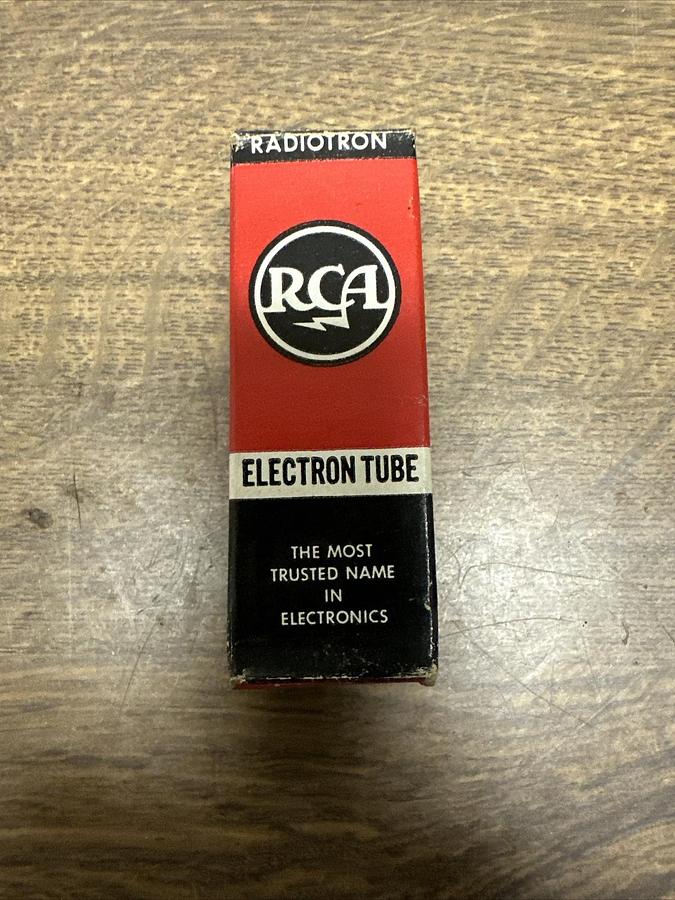 RADIOTRON
RCA
ELECTRON TUBE
THE MOST
TRUSTED NAME
IN
ELECTRONICS